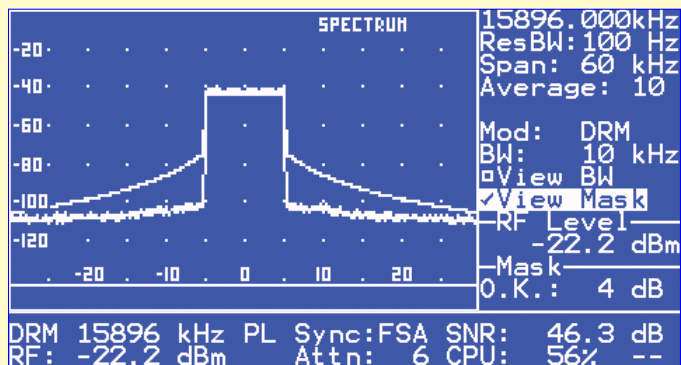 SPECTRUM
-20
-40
-60
-80
-100
-120
-20 -10 0 10 20
15896.000kHz
ResBW:100 Hz
Span: 60 kHz
Average: 10
Mod: DRM
BW: 10 kHz
View BW
✓View Mask
RF Level
-22.2 dBm
Mask
O.K.: 4 dB
DRM 15896 kHz PL Sync:FSA SNR: 46.3 dB
RF: -22.2 dBm Attn: 6 CPU: 56% --